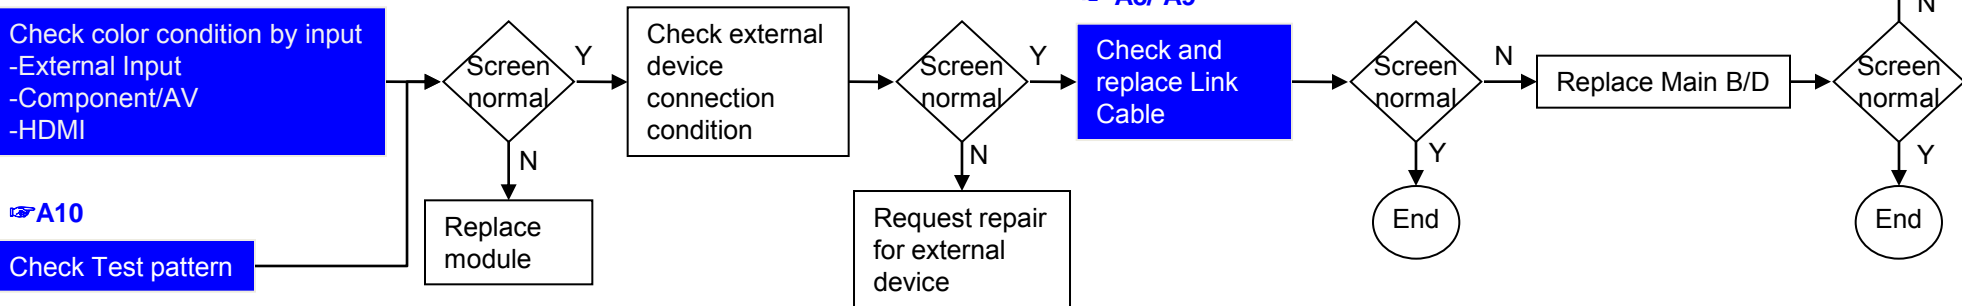 Check color condition by input
-External Input
-Component/AV
-HDMI
Screen
normal
Y
N
Replace
module
Check external
device
connection
condition
Screen
normal
Y
N
Request repair
for external
device
Check and
replace Link
Cable
Screen
normal
N
Y
End
Replace Main B/D
Screen
normal
N
Y
End
☞A10
Check Test pattern